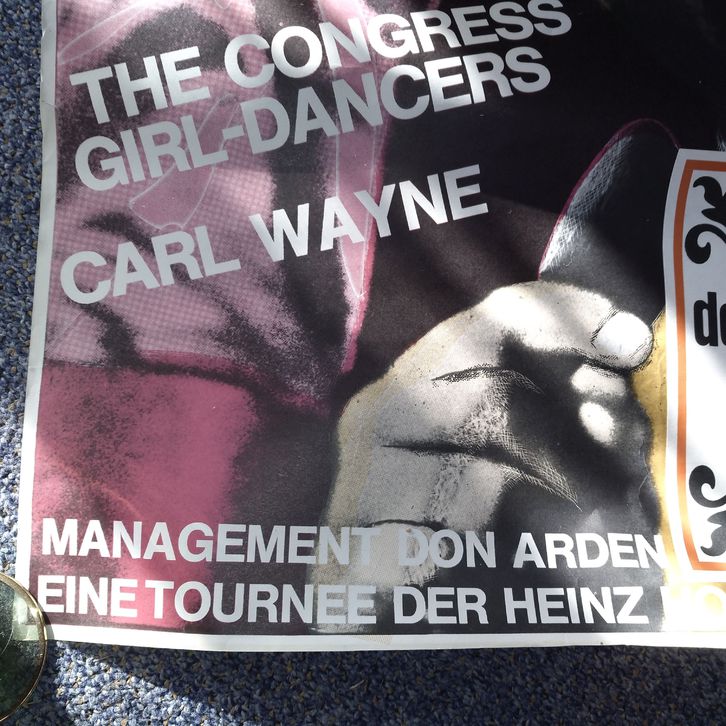 THE CONGRESS
GIRL-DANCERS
CARL WAYNE
MANAGEMENT DON ARDEN
EINE TOURNEE DER HEINZ